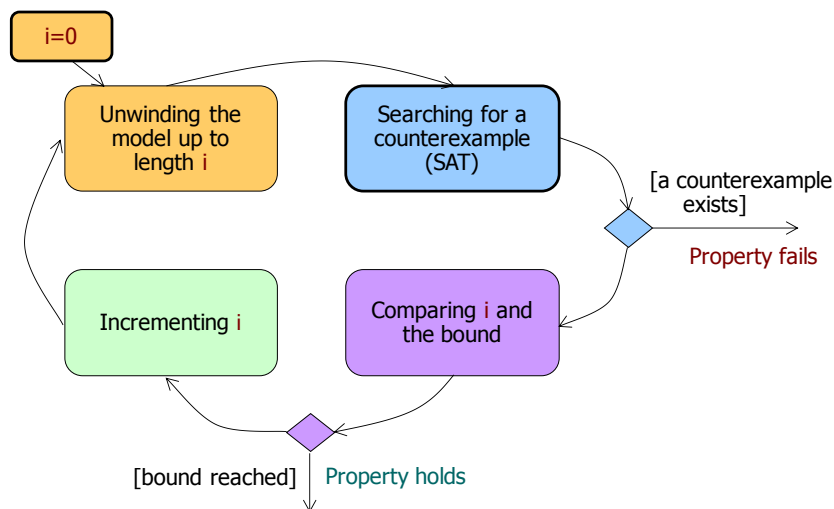 i=0
Unwinding the
model up to
length i
Searching for a
counterexample
(SAT)
[a counterexample
exists]
Property fails
Incrementing i
Comparing i and
the bound
[bound reached]
Property holds